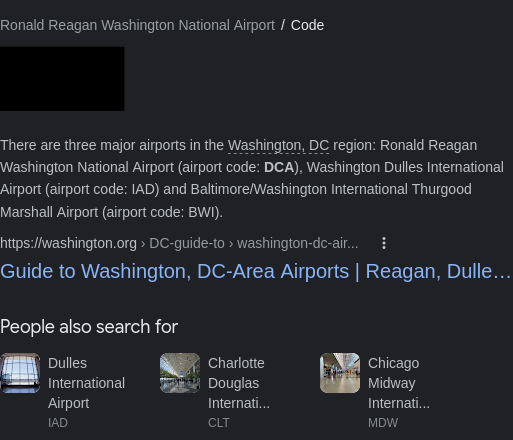 Ronald Reagan Washington National Airport / Code
There are three major airports in the Washington, DC region: Ronald Reagan
Washington National Airport (airport code: DCA), Washington Dulles International
Airport (airport code: IAD) and Baltimore/Washington International Thurgood
Marshall Airport (airport code: BWI).
https://washington.org › DC-guide-to › washington-dc-air...
Guide to Washington, DC-Area Airports | Reagan, Dulle...
People also search for
Dulles
International
Airport
IAD
Charlotte
Douglas
Internati...
CLT
Chicago
Midway
Internati...
MDW